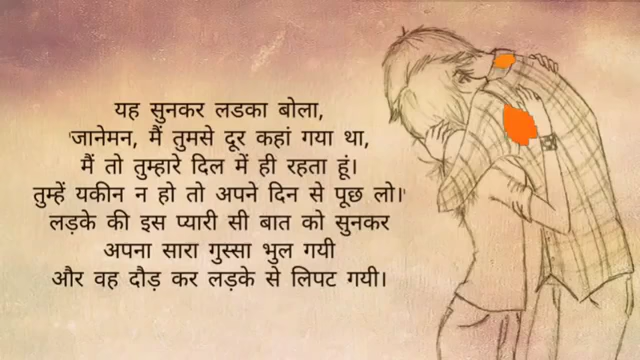 यह सुनकर लडका बोला,
'जानेमन, मैं तुमसे दूर कहां गया था,
मैं तो तुम्हारे दिल में ही रहता हूं।
तुम्हें यकीन न हो तो अपने दिन से पूछ लो।'
लड़के की इस प्यारी सी बात को सुनकर
अपना सारा गुस्सा भुल गयी
और वह दौड़ कर लड़के से लिपट गयी।